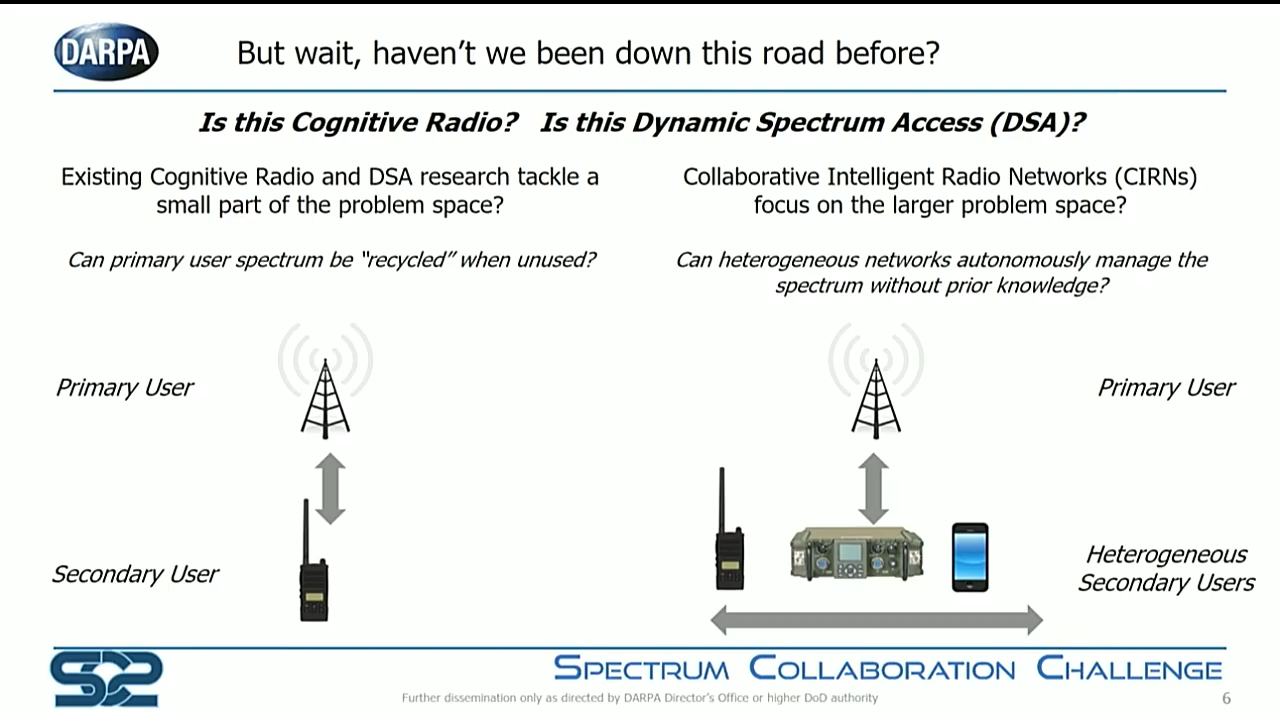 DARPA
But wait, haven't we been down this road before?
Is this Cognitive Radio? Is this Dynamic Spectrum Access (DSA)?
Existing Cognitive Radio and DSA research tackle a
small part of the problem space?
Can primary user spectrum be "recycled" when unused?
Collaborative Intelligent Radio Networks (CIRNs)
focus on the larger problem space?
Can heterogeneous networks autonomously manage the
spectrum without prior knowledge?
Primary User
Primary User
Secondary User
Heterogeneous
Secondary Users
SC2
SPECTRUM COLLABORATION CHALLENGE
Further dissemination only as directed by DARPA Director's Office or higher DoD authority
6